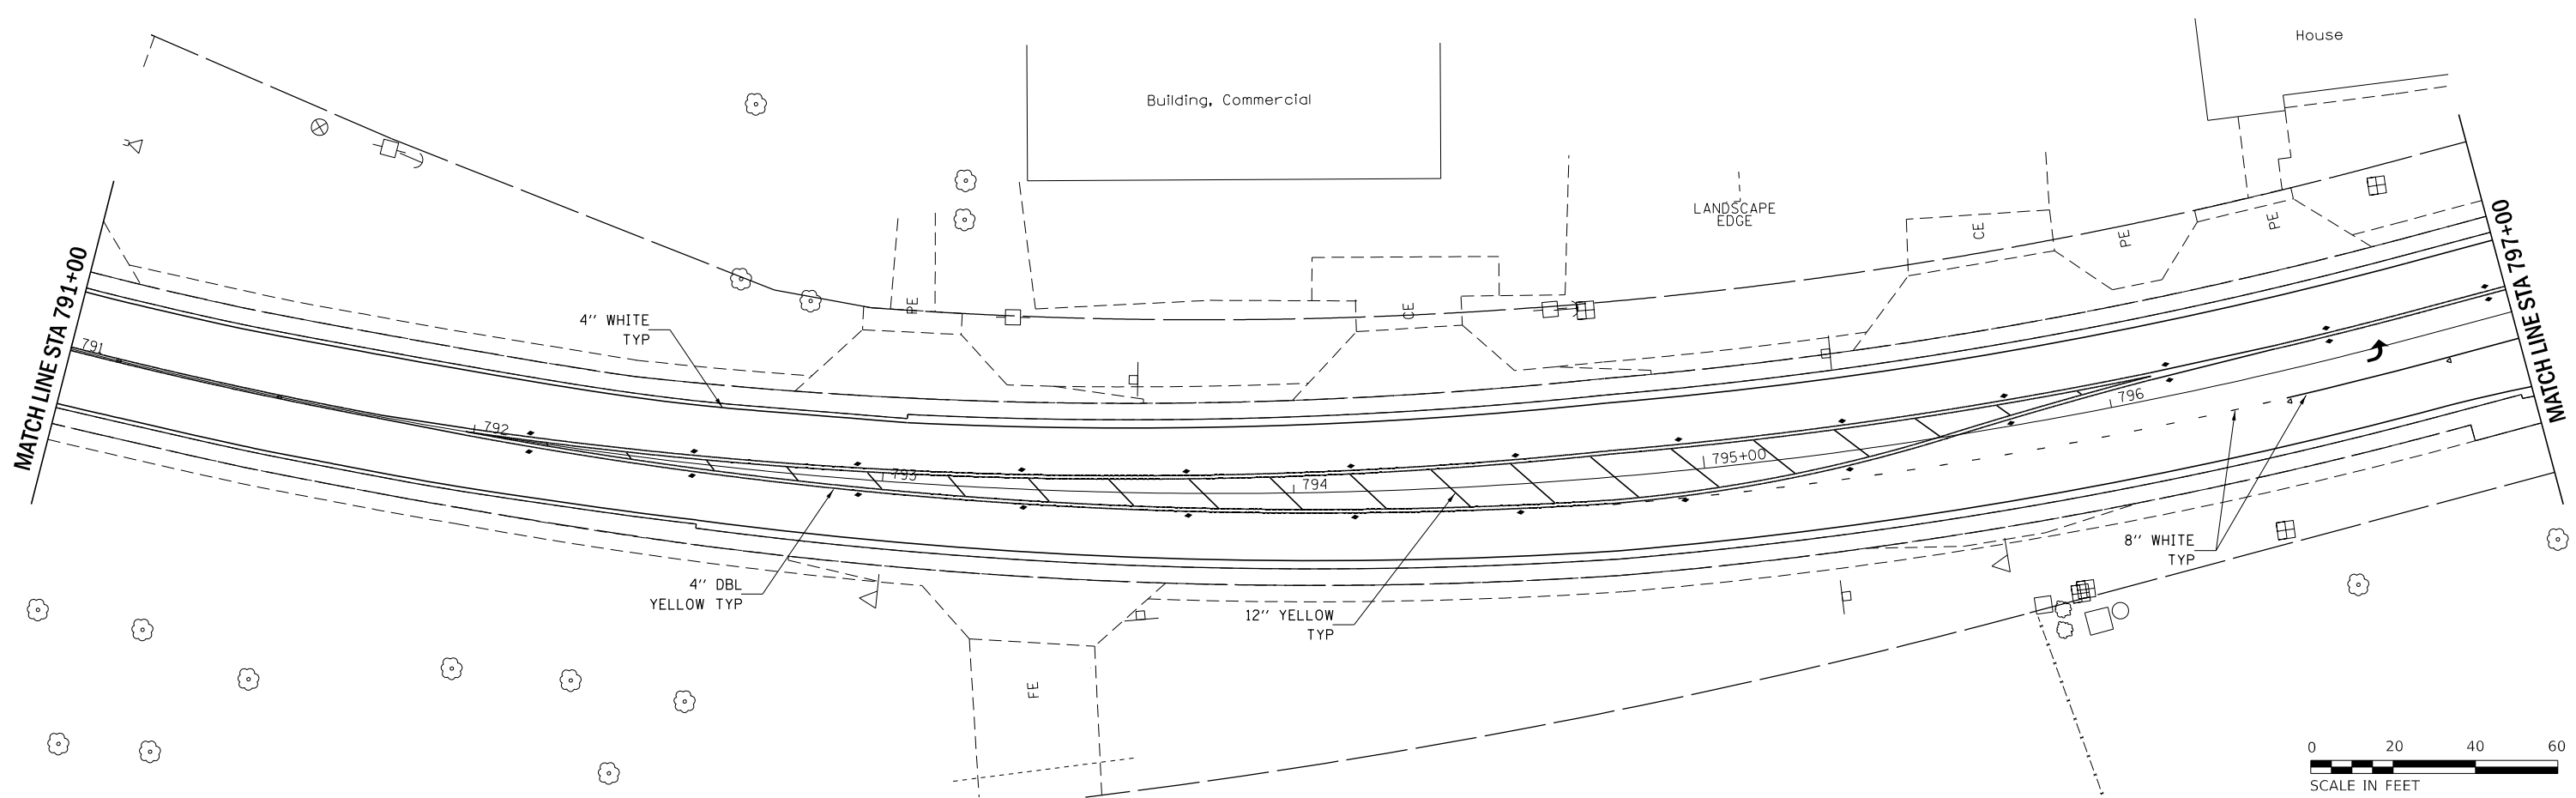 House
Building, Commercial
LANDSCAPE
EDGE
CE
PE
PE
MATCH LINE STA 797+00
MATCH LINE STA 791+00
PE
CE
4'' WHITE
TYP
791
792
793
794
795+00
796
4'' DBL
YELLOW TYP
12'' YELLOW
TYP
8'' WHITE
TYP
FE
0 20 40 60
SCALE IN FEET